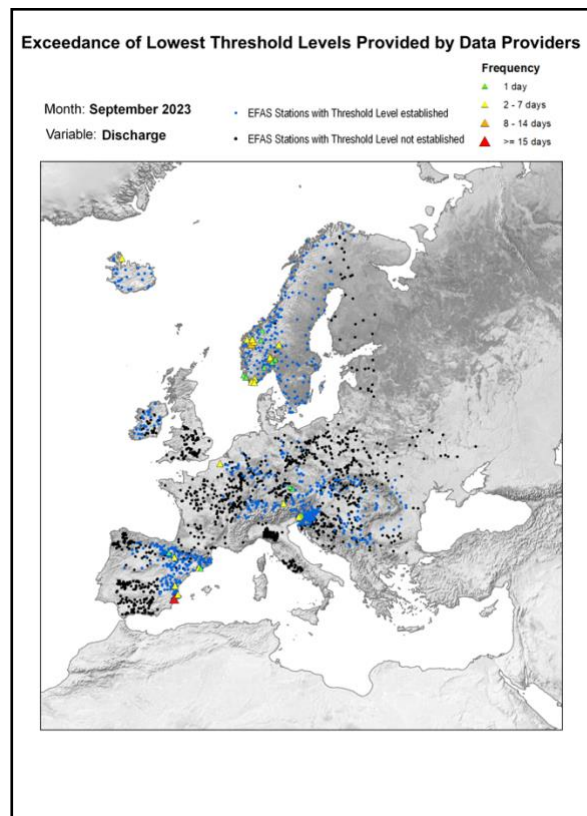 Exceedance of Lowest Threshold Levels Provided by Data Providers
Frequency
1 day
2 - 7 days
8 - 14 days
>= 15 days
Month: September 2023
Variable: Discharge
EFAS Stations with Threshold Level established
EFAS Stations with Threshold Level not established